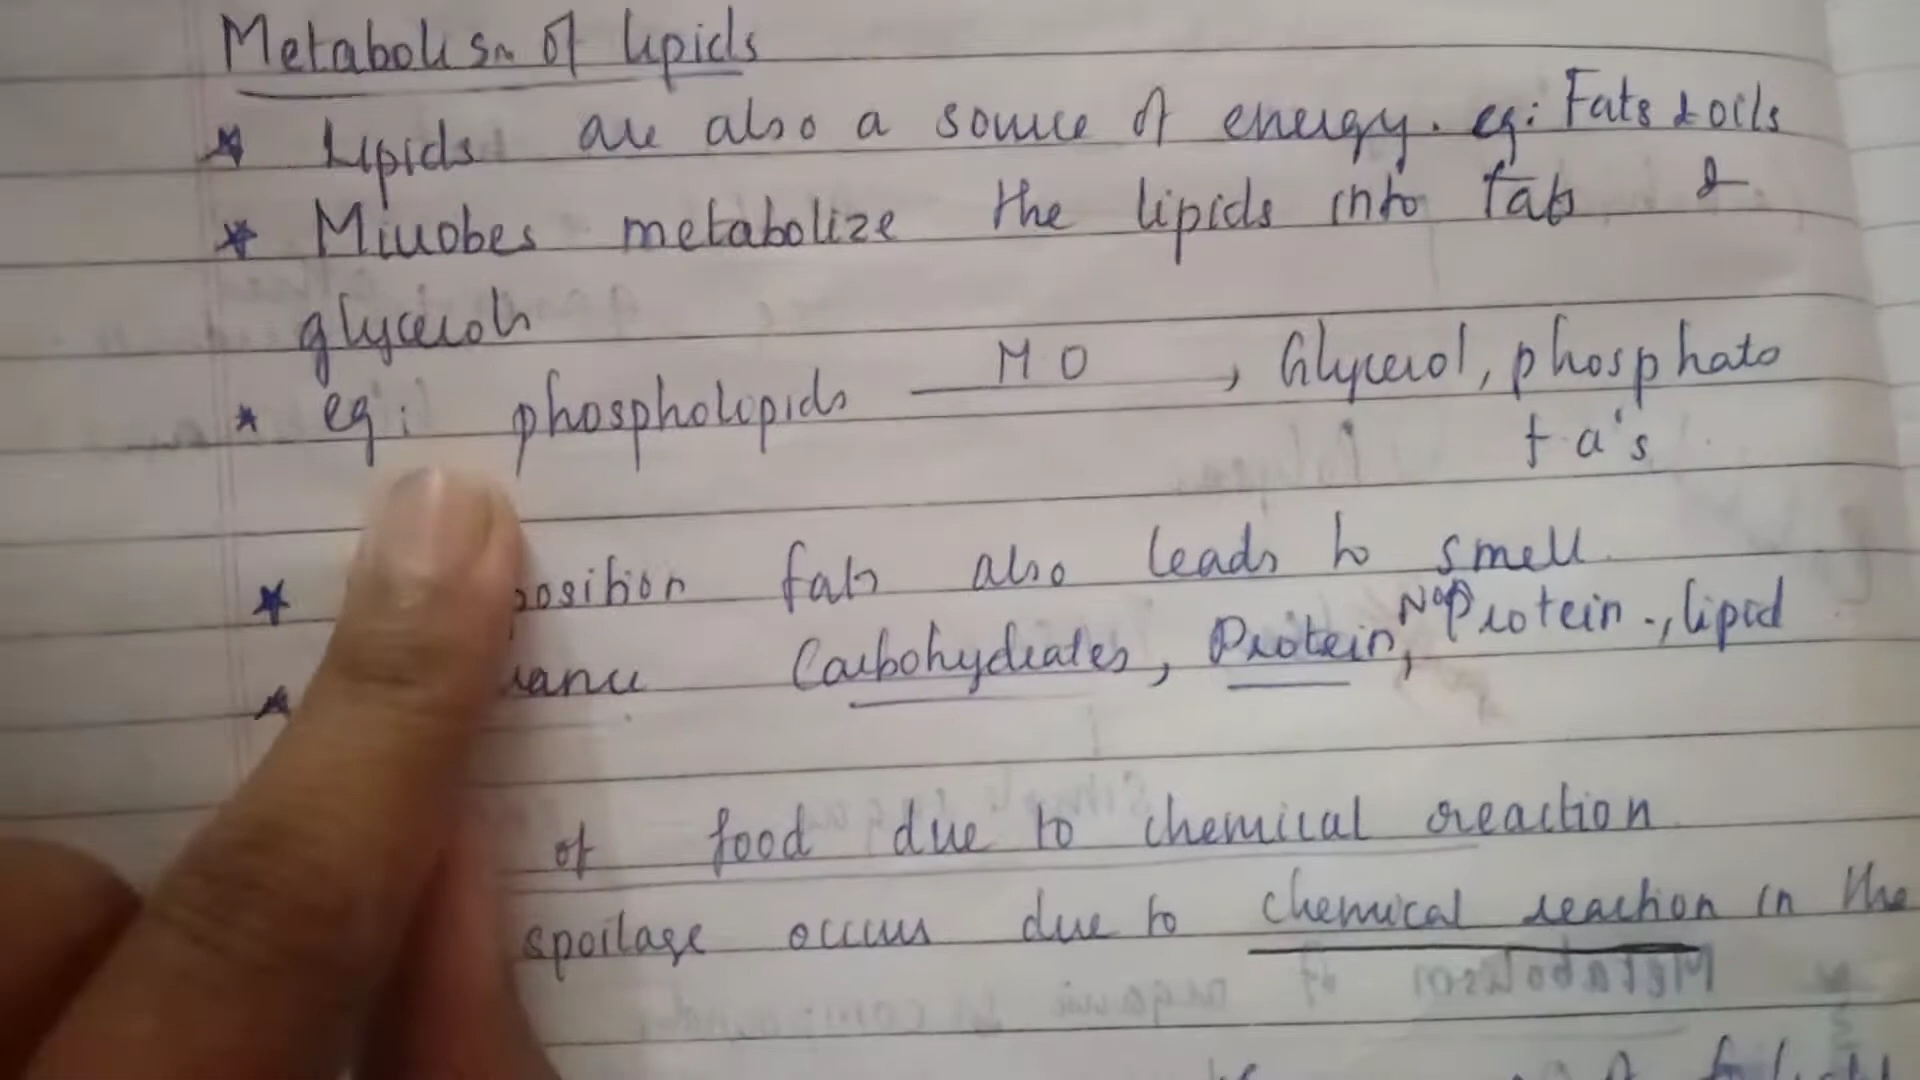 Metabolism of lipids
* Lipids are also a source of energy. eg: Fats & oils
* Microbes metabolize the lipids into fats &
glycerols
* eg: phospholipids MO → Glycerol, phosphato
f a's
* position fats also leads to smell
* Carbohydrates, Protein, Protein., lipid
of food due to chemical reaction
spoilage occurs due to chemical reaction in the